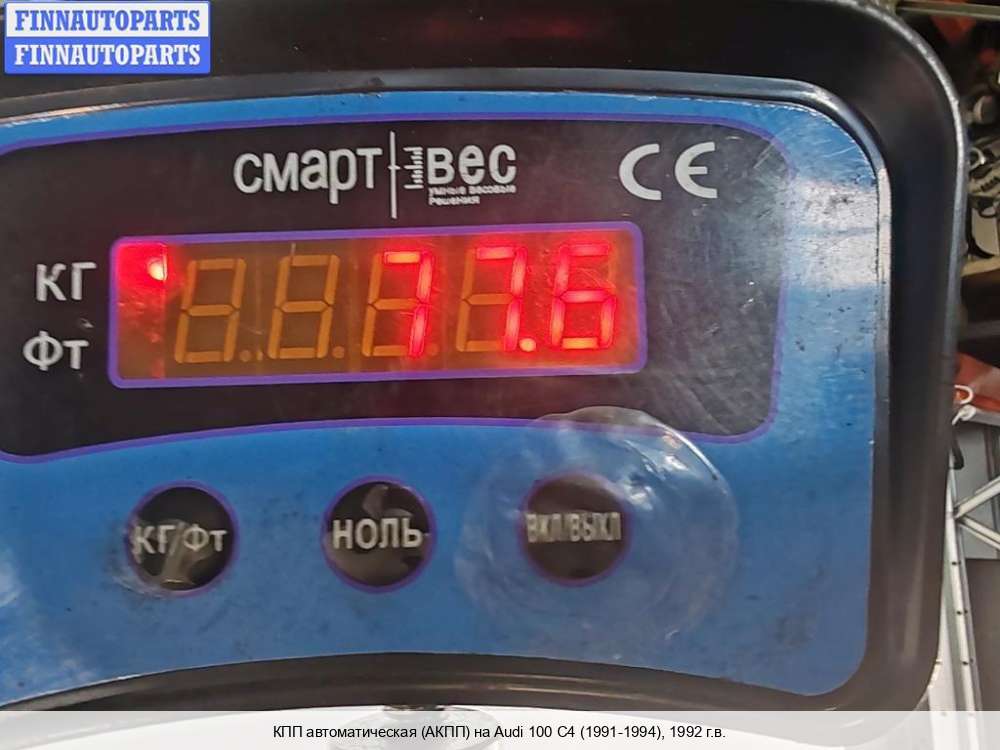 FINNAUTOPARTS
FINNAUTOPARTS
СМАРТ ВЕС
умные весовые
Решения
CE
КГ
ФТ
77.6
КГ/ФТ
НОЛЬ
ВКЛ/ВЫКЛ
КПП автоматическая (АКПП) на Audi 100 C4 (1991-1994), 1992 г.в.